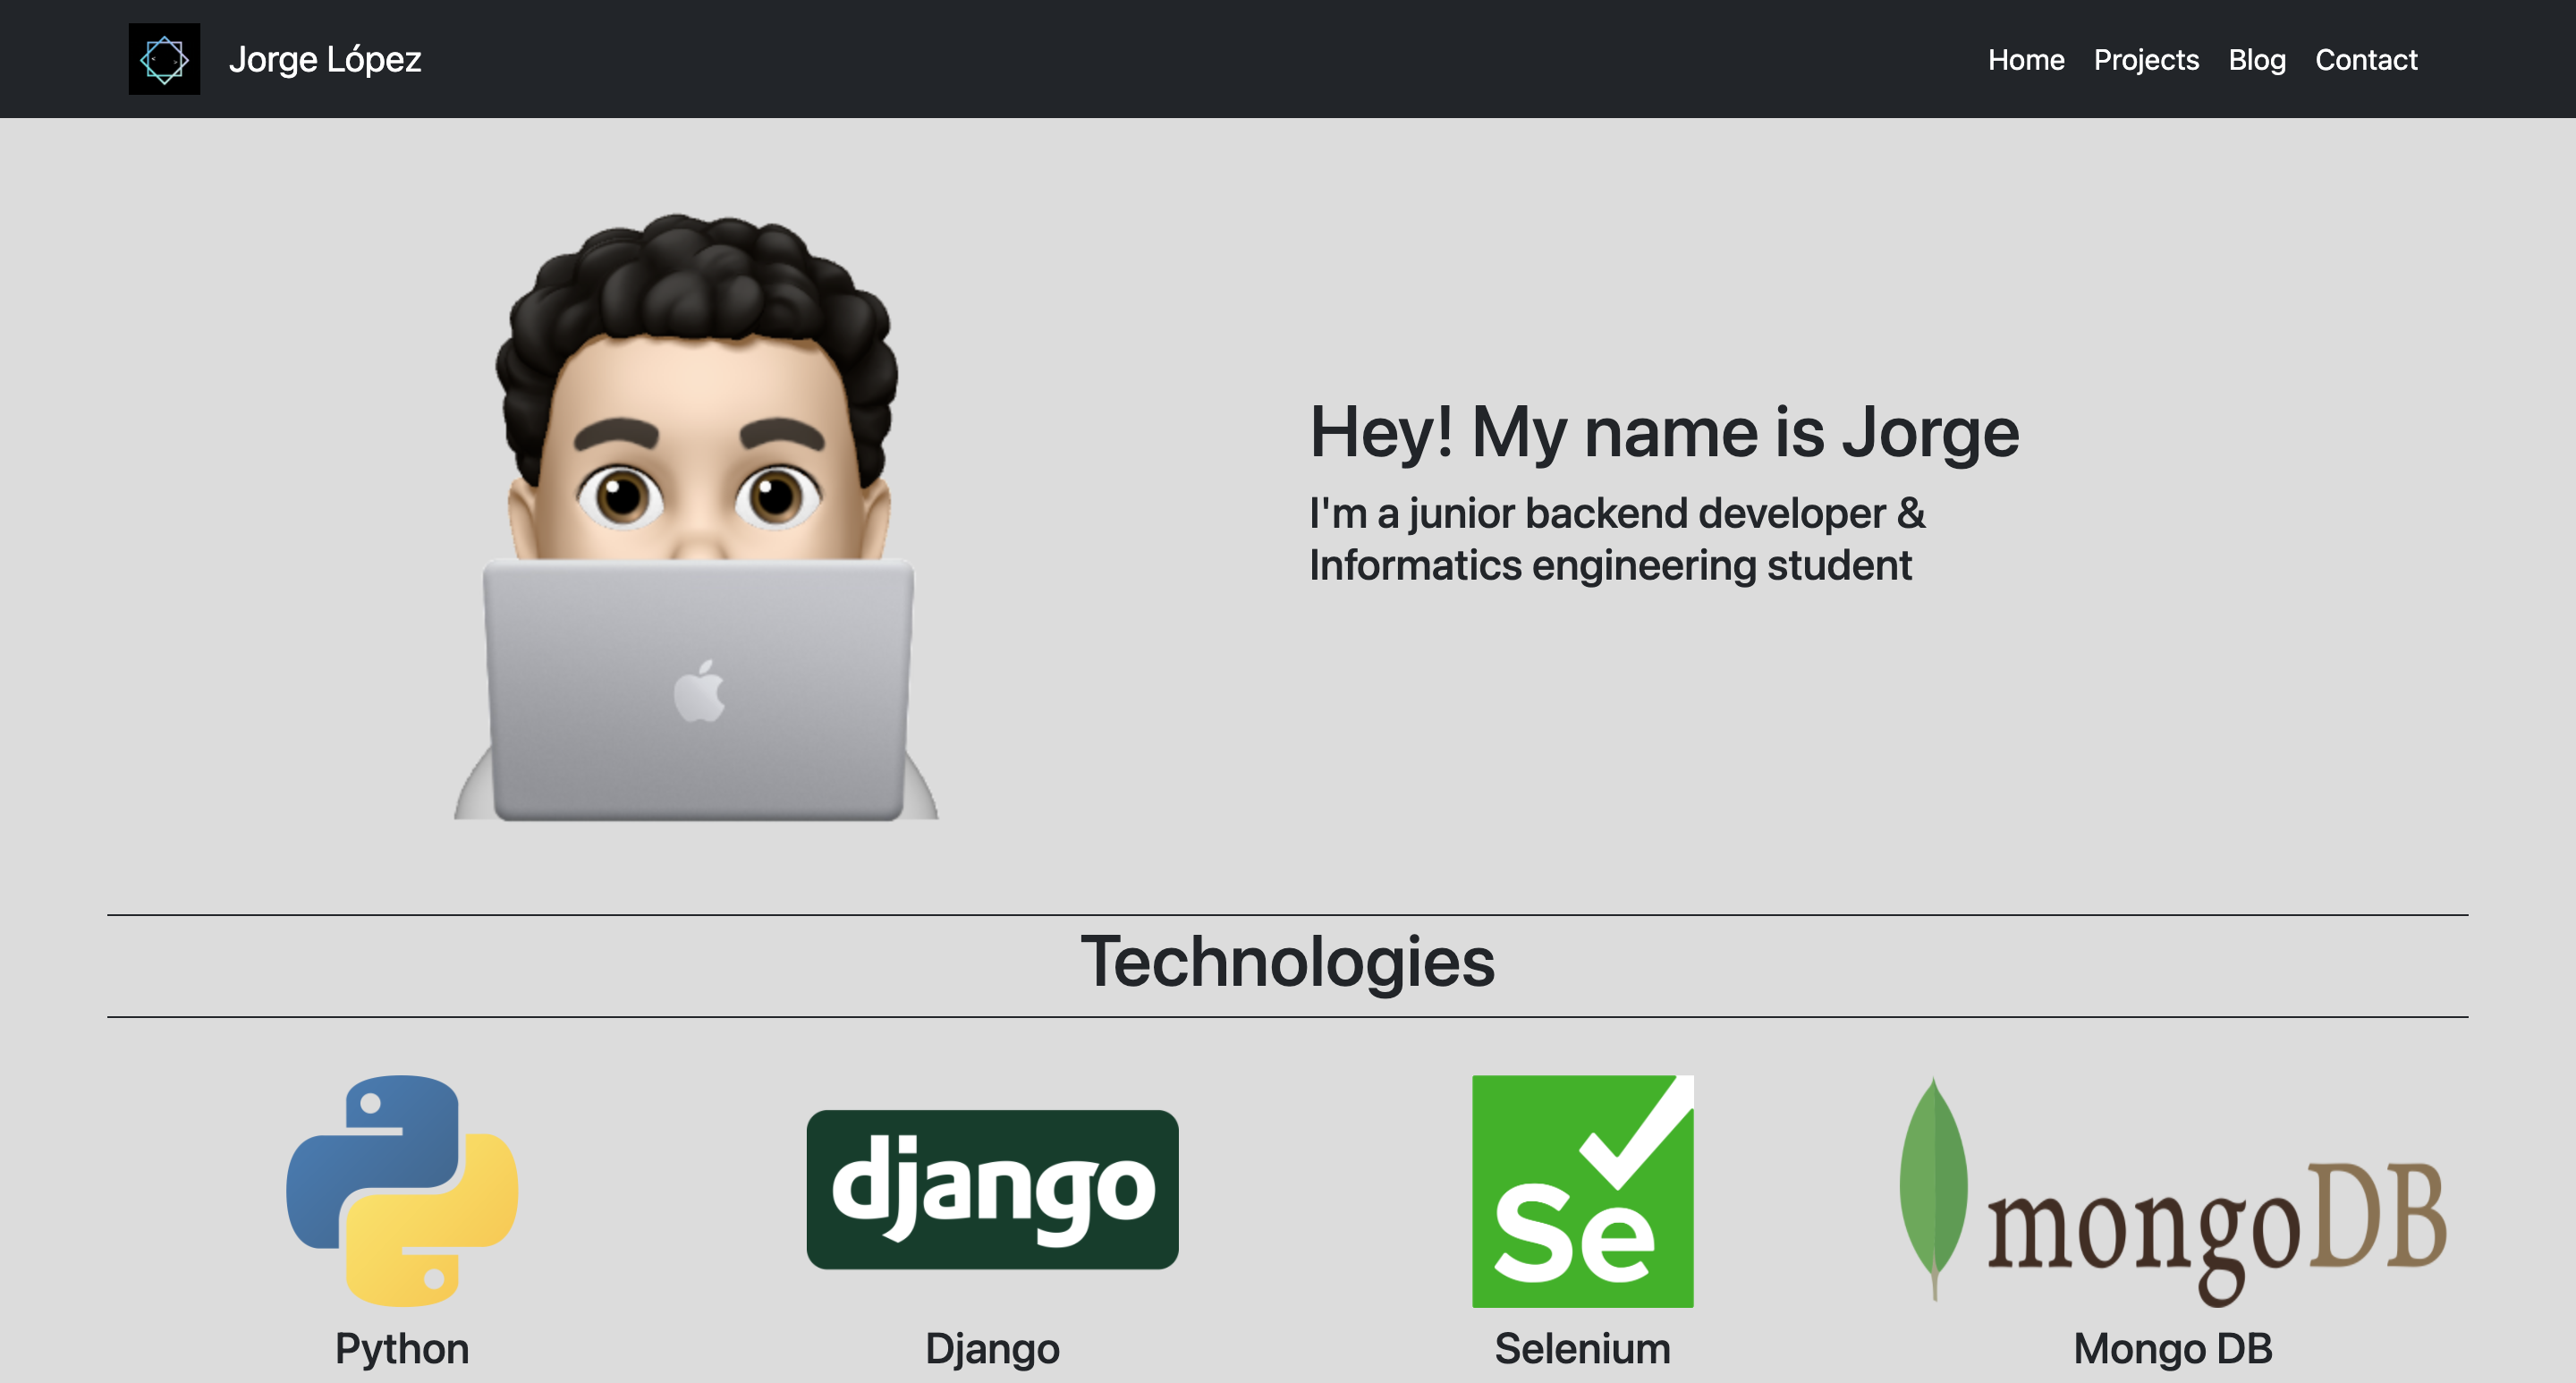 Jorge López
Home Projects Blog Contact
Hey! My name is Jorge
I'm a junior backend developer &
Informatics engineering student
Technologies
django
Se
mongoDB
Python
Django
Selenium
Mongo DB